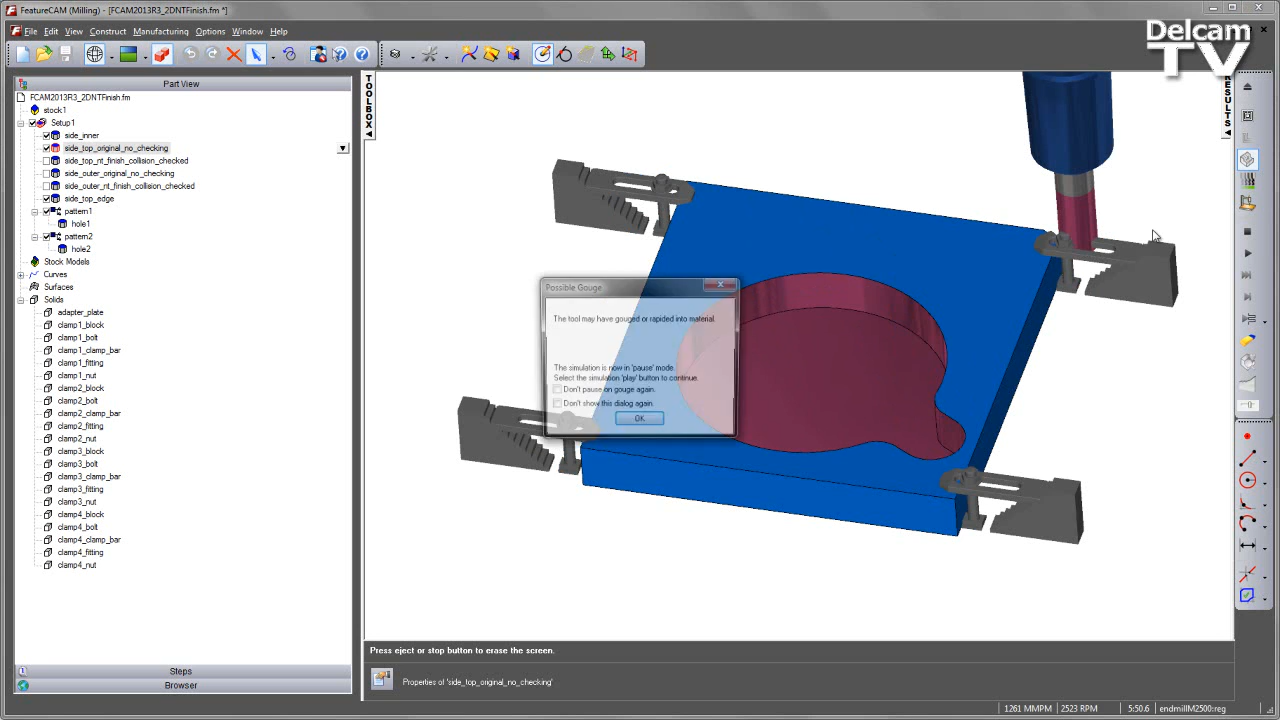 FeatureCAM (Milling) - [FCAM2013R3_2DNTFinish.fm *]
File Edit View Construct Manufacturing Options Window Help
Delcam
TV
Part View
FCAM2013R3_2DNTFinish.fm
stock1
Setup1
side_inner
side_top_original_no_checking
side_top_nt_finish_collision_checked
side_outer_original_no_checking
side_outer_nt_finish_collision_checked
side_top_edge
pattern1
hole1
pattern2
hole2
Stock Models
Curves
Surfaces
Solids
adapter_plate
clamp1_block
clamp1_bolt
clamp1_clamp_bar
clamp1_fitting
clamp1_nut
clamp2_block
clamp2_bolt
clamp2_clamp_bar
clamp2_fitting
clamp2_nut
clamp3_block
clamp3_bolt
clamp3_clamp_bar
clamp3_fitting
clamp3_nut
clamp4_block
clamp4_bolt
clamp4_clamp_bar
clamp4_fitting
clamp4_nut
Steps
Browser
TOOLBOX
RESULTS
Possible Gouge
The tool may have gouged or rapided into material.
The simulation is now in 'pause' mode.
Select the simulation 'play' button to continue.
Don't pause on gouge again.
Don't show this dialog again.
OK
Press eject or stop button to erase the screen.
Properties of 'side_top_original_no_checking'
1261 MMPM 2523 RPM 5:50.6 endmillM2500:reg